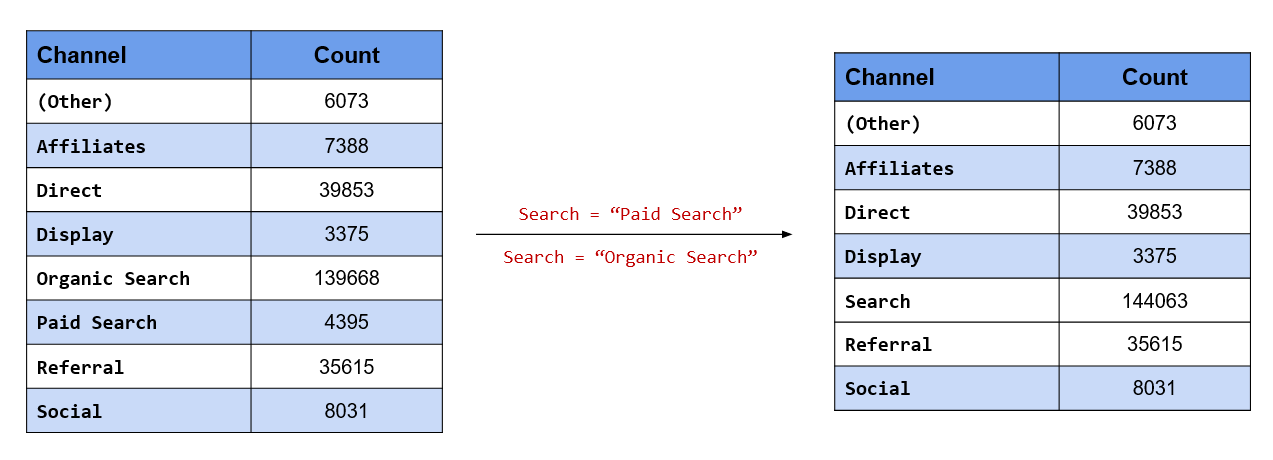 Channel Count
(Other) 6073
Affiliates 7388
Direct 39853
Display 3375
Organic Search 139668
Paid Search 4395
Referral 35615
Social 8031
Search = “Paid Search”
Search = “Organic Search”
Channel Count
(Other) 6073
Affiliates 7388
Direct 39853
Display 3375
Search 144063
Referral 35615
Social 8031